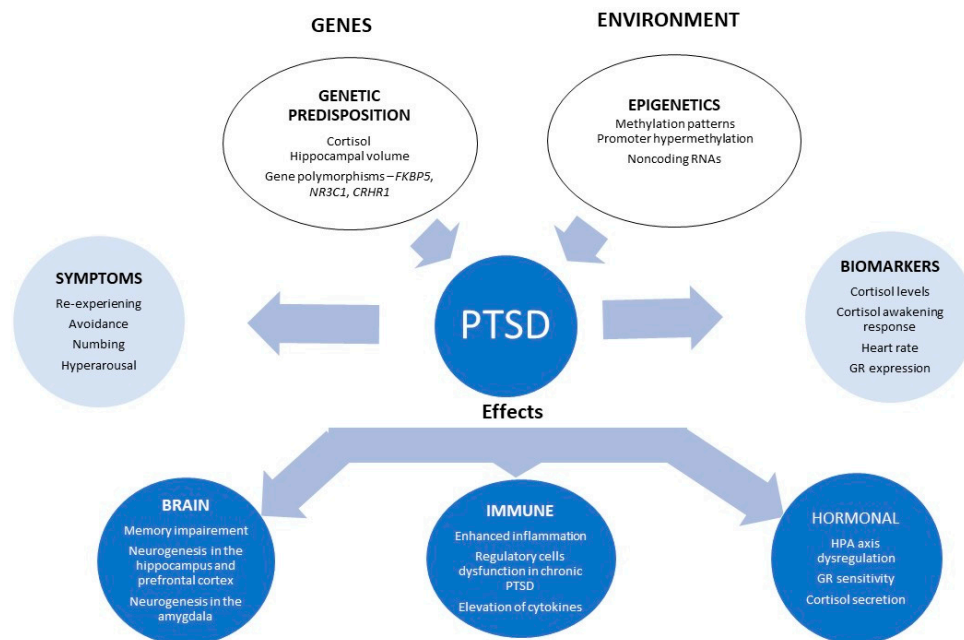 GENES
ENVIRONMENT
GENETIC
PREDISPOSITION
Cortisol
Hippocampal volume
Gene polymorphisms – FKBP5,
NR3C1, CRHR1
EPIGENETICS
Methylation patterns
Promoter hypermethylation
Noncoding RNAs
SYMPTOMS
Re-experiening
Avoidance
Numbing
Hyperarousal
PTSD
BIOMARKERS
Cortisol levels
Cortisol awakening
response
Heart rate
GR expression
Effects
BRAIN
Memory impairment
Neurogenesis in the
hippocampus and
prefrontal cortex
Neurogenesis in the
amygdala
IMMUNE
Enhanced inflammation
Regulatory cells
dysfunction in chronic
PTSD
Elevation of cytokines
HORMONAL
HPA axis
dysregulation
GR sensitivity
Cortisol secretion